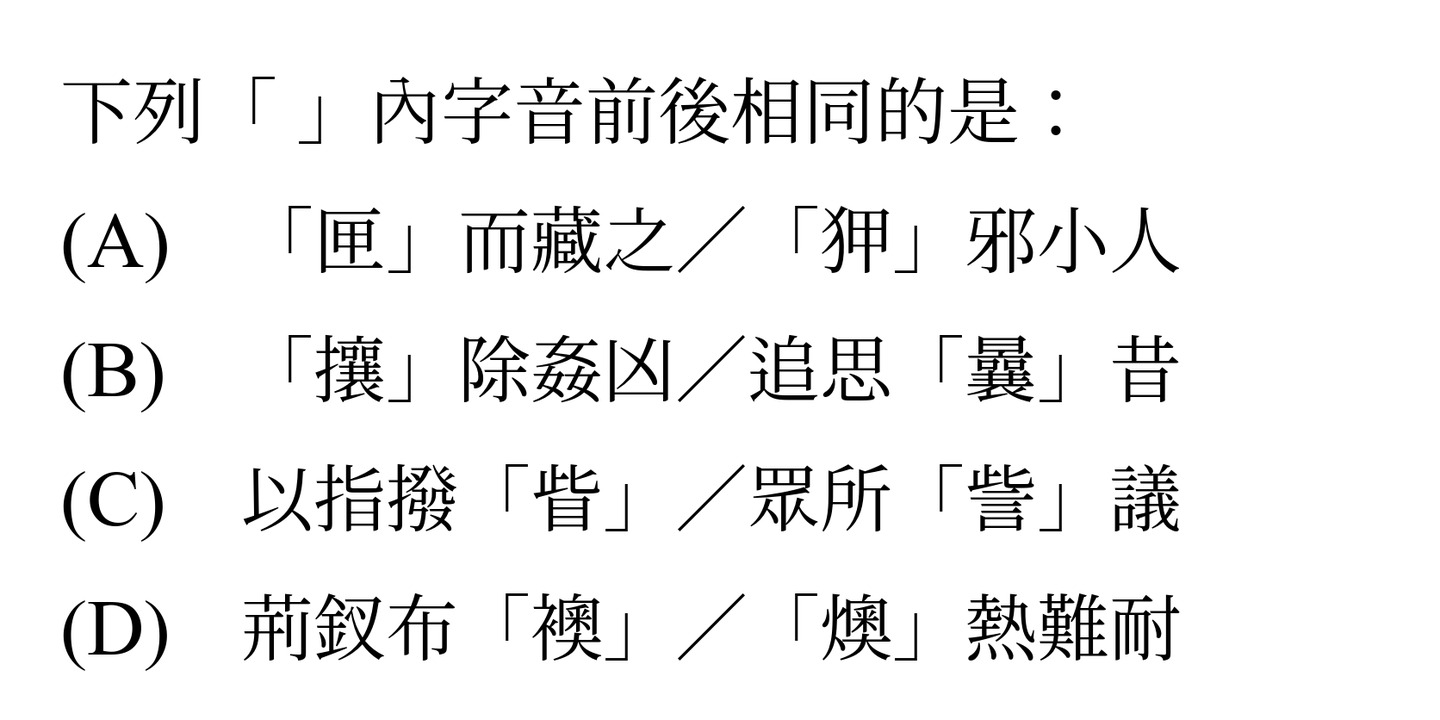 下列「 」內字音前後相同的是：
(A) 「匣」而藏之／「狎」邪小人
(B) 「攘」除姦凶／追思「曩」昔
(C) 以指撥「眥」／眾所「訾」議
(D) 荊釵布「襖」／「燠」熱難耐